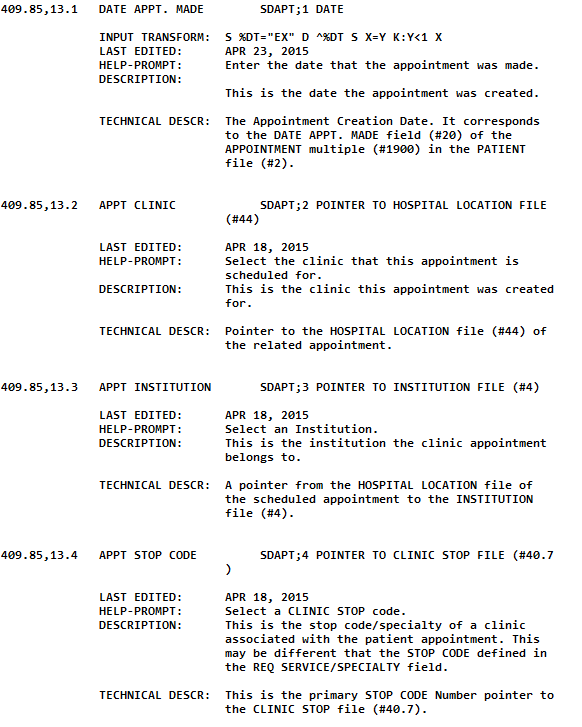 409.85,13.1 DATE APPT. MADE SDAPT;1 DATE
INPUT TRANSFORM: S %DT="EX" D ^%DT S X=Y K:Y<1 X
LAST EDITED: APR 23, 2015
HELP-PROMPT: Enter the date that the appointment was made.
DESCRIPTION:
This is the date the appointment was created.
TECHNICAL DESCR: The Appointment Creation Date. It corresponds
to the DATE APPT. MADE field (#20) of the
APPOINTMENT multiple (#1900) in the PATIENT
file (#2).
409.85,13.2 APPT CLINIC SDAPT;2 POINTER TO HOSPITAL LOCATION FILE
(#44)
LAST EDITED: APR 18, 2015
HELP-PROMPT: Select the clinic that this appointment is
scheduled for.
DESCRIPTION: This is the clinic this appointment was created
for.
TECHNICAL DESCR: Pointer to the HOSPITAL LOCATION file (#44) of
the related appointment.
409.85,13.3 APPT INSTITUTION SDAPT;3 POINTER TO INSTITUTION FILE (#4)
LAST EDITED: APR 18, 2015
HELP-PROMPT: Select an Institution.
DESCRIPTION: This is the institution the clinic appointment
belongs to.
TECHNICAL DESCR: A pointer from the HOSPITAL LOCATION file of
the scheduled appointment to the INSTITUTION
file (#4).
409.85,13.4 APPT STOP CODE SDAPT;4 POINTER TO CLINIC STOP FILE (#40.7
)
LAST EDITED: APR 18, 2015
HELP-PROMPT: Select a CLINIC STOP code.
DESCRIPTION: This is the stop code/specialty of a clinic
associated with the patient appointment. This
may be different that the STOP CODE defined in
the REQ SERVICE/SPECIALTY field.
TECHNICAL DESCR: This is the primary STOP CODE Number pointer to
the CLINIC STOP file (#40.7).